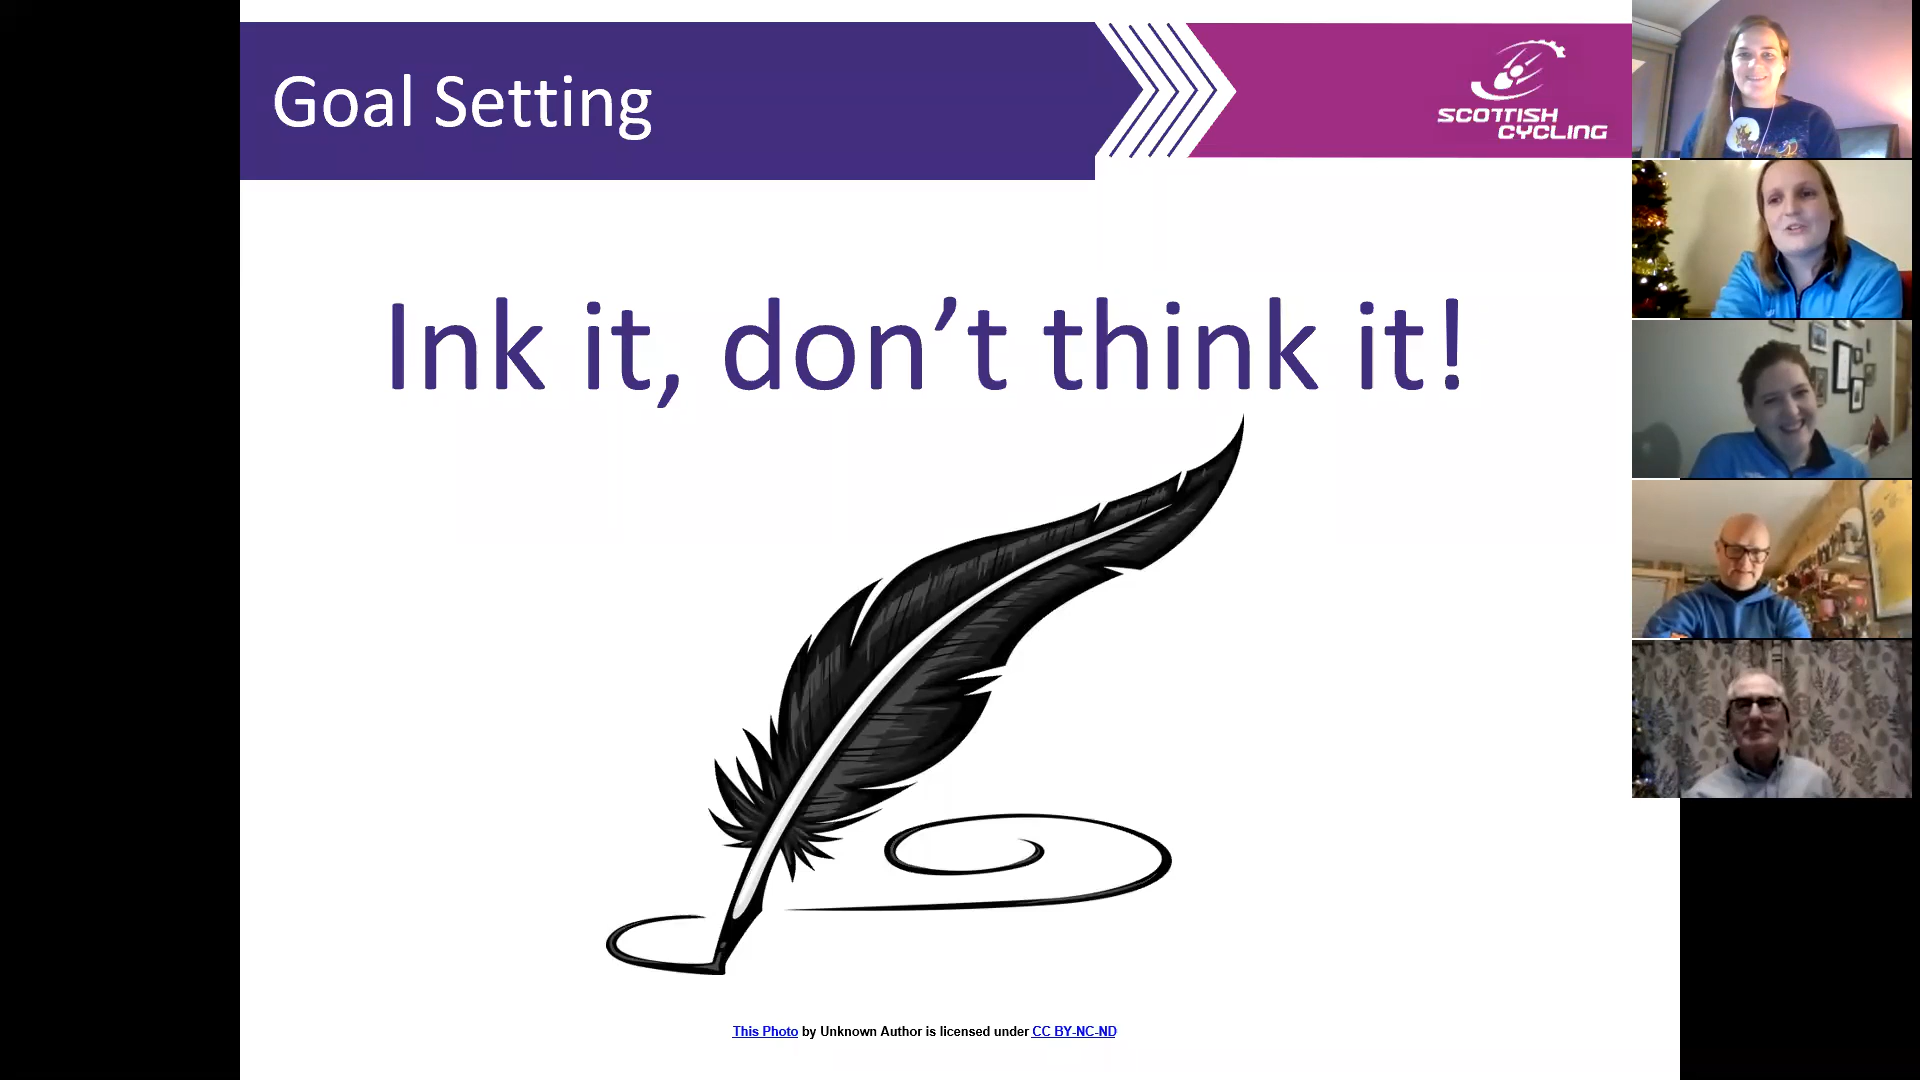 Goal Setting
SCOTTISH
CYCLING
Ink it, don’t think it!
This Photo by Unknown Author is licensed under CC BY-NC-ND